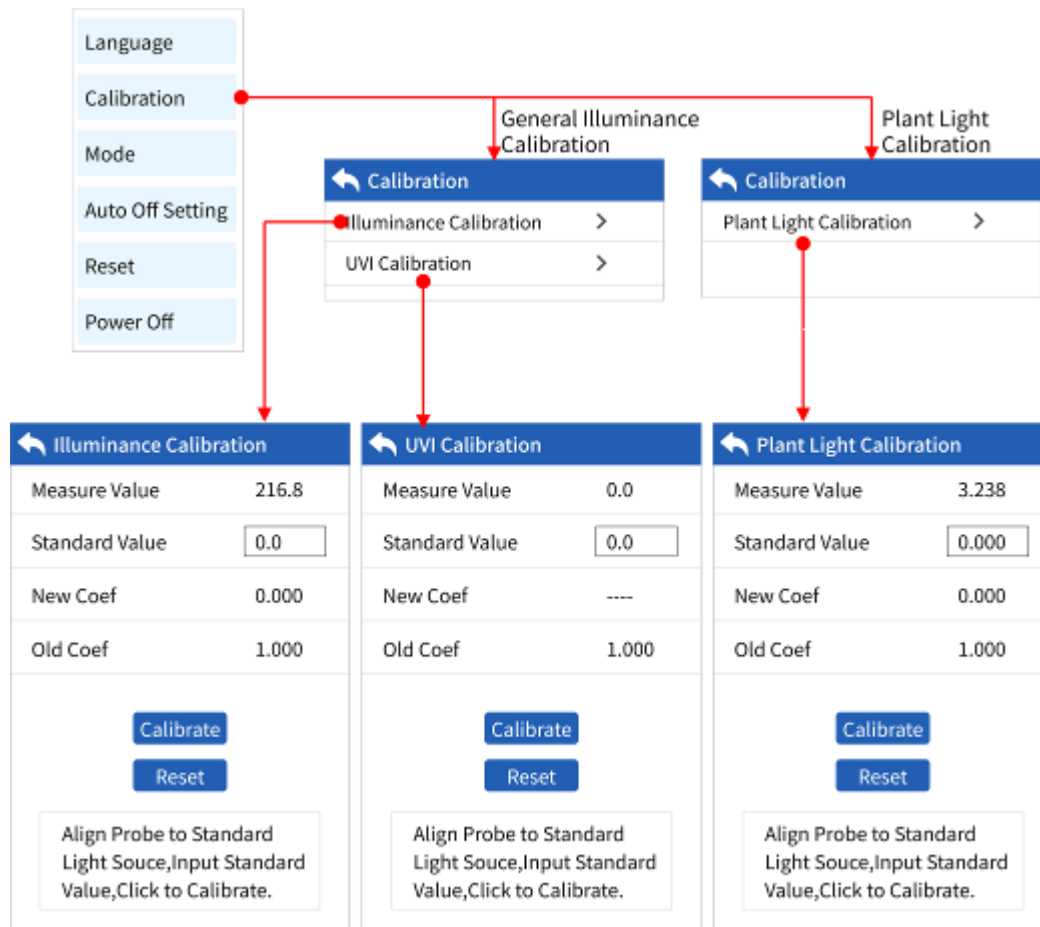 Language
Calibration
Mode
Auto Off Setting
Reset
Power Off
General Illuminance
Calibration
Plant Light
Calibration
Calibration
Illuminance Calibration >
UVI Calibration >
Calibration
Plant Light Calibration >
Illuminance Calibration
Measure Value 216.8
Standard Value 0.0
New Coef 0.000
Old Coef 1.000
Calibrate
Reset
Align Probe to Standard
Light Souce,Input Standard
Value,Click to Calibrate.
UVI Calibration
Measure Value 0.0
Standard Value 0.0
New Coef ----
Old Coef 1.000
Calibrate
Reset
Align Probe to Standard
Light Souce,Input Standard
Value,Click to Calibrate.
Plant Light Calibration
Measure Value 3.238
Standard Value 0.000
New Coef 0.000
Old Coef 1.000
Calibrate
Reset
Align Probe to Standard
Light Souce,Input Standard
Value,Click to Calibrate.